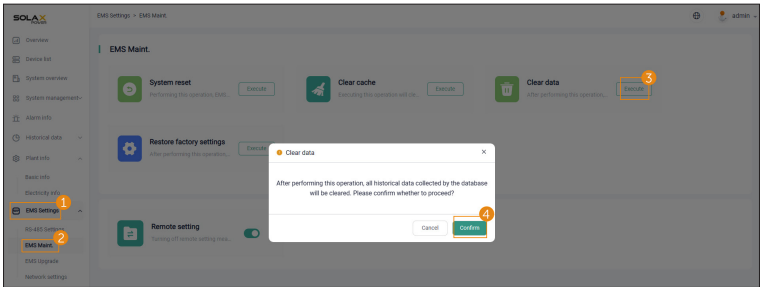 SOLAX
POWER
EMS Settings > EMS Maint.
admin
Overview
Device list
System overview
System management
Alarm info
Historical data
Plant info
Basic info
Electricity info
1
EMS Settings
RS-485 Settings
2
EMS Maint.
EMS Upgrade
Network settings
EMS Maint.
System reset
Performing this operation, Batt...
Execute
Clear cache
Executing this operation will cle...
Execute
Clear data
After performing this operation,...
3
Execute
Restore factory settings
After performing this operation,...
Execute
Remote setting
Turning off remote setting mea...
Clear data
After performing this operation, all historical data collected by the database
will be cleared. Please confirm whether to proceed?
4
Cancel
Confirm